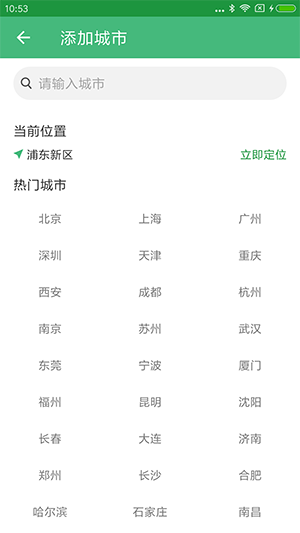 10:53
添加城市
请输入城市
当前位置
浦东新区 立即定位
热门城市
北京 上海 广州
深圳 天津 重庆
西安 成都 杭州
南京 苏州 武汉
东莞 宁波 厦门
福州 昆明 沈阳
长春 大连 济南
郑州 长沙 合肥
哈尔滨 石家庄 南昌